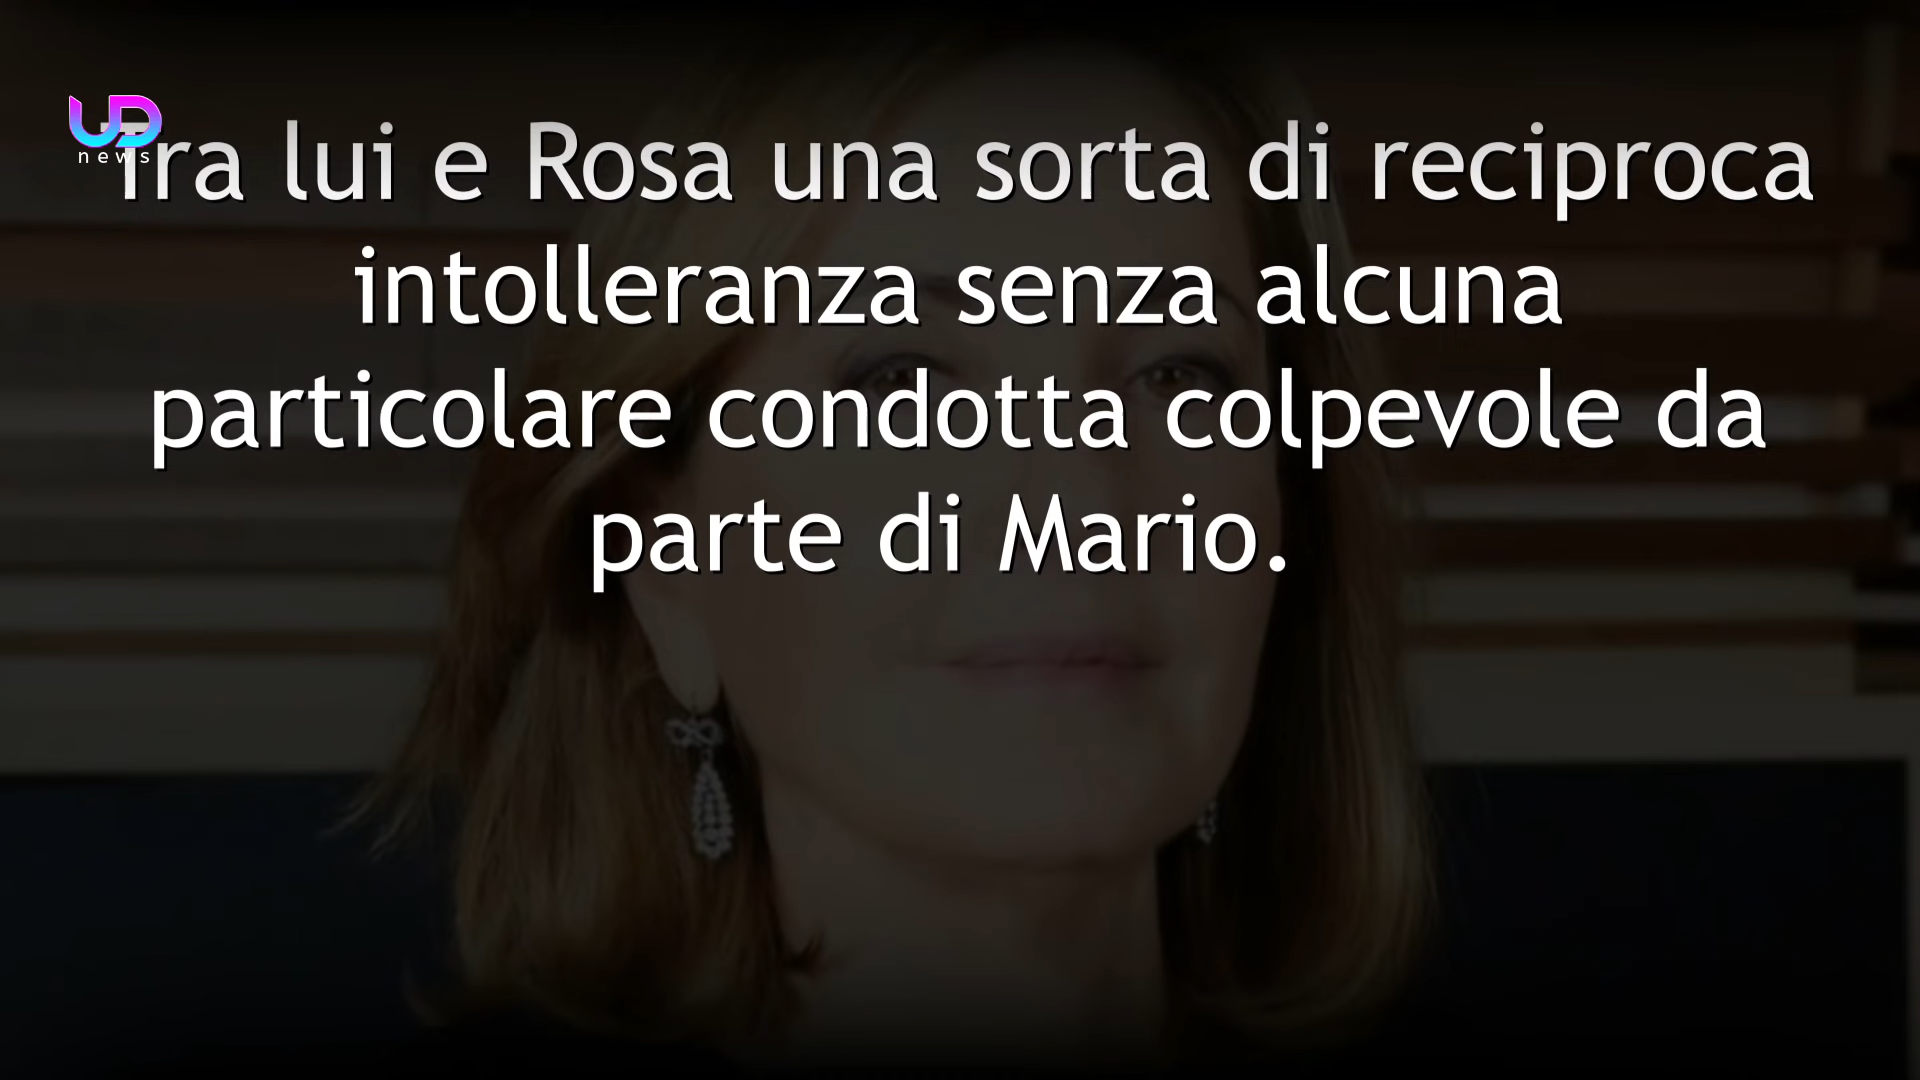 UD
news
Tra lui e Rosa una sorta di reciproca
intolleranza senza alcuna
particolare condotta colpevole da
parte di Mario.